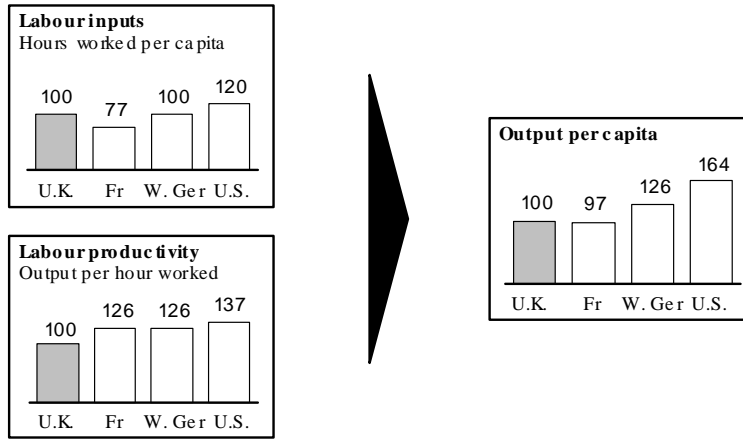 Labour inputs
Hours worked per capita
100 77 100 120
U.K. Fr W. Ger U.S.
Labour productivity
Output per hour worked
100 126 126 137
U.K. Fr W. Ger U.S.
Output per capita
100 97 126 164
U.K. Fr W. Ger U.S.